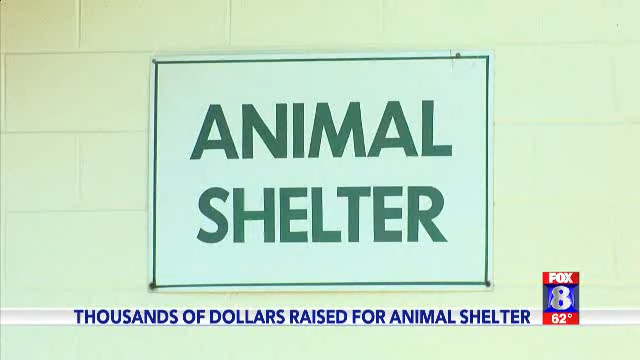 ANIMAL
SHELTER
FOX
8
THOUSANDS OF DOLLARS RAISED FOR ANIMAL SHELTER
62°